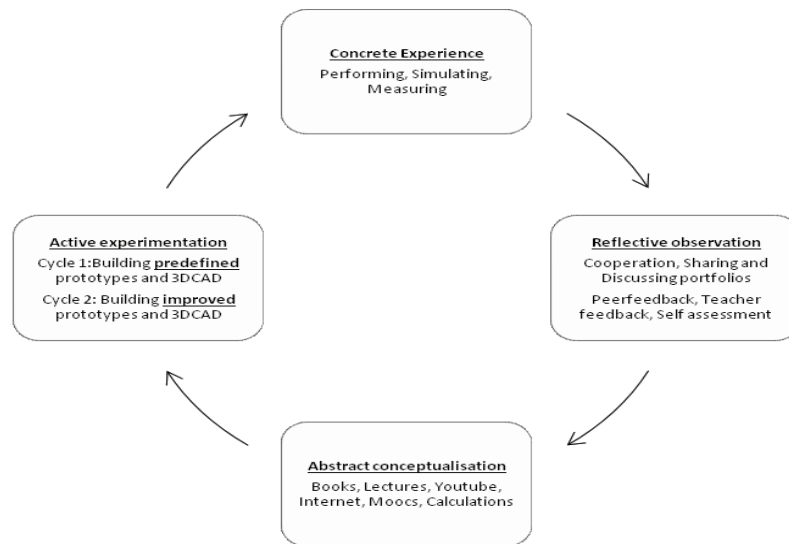 Concrete Experience
Performing, Simulating,
Measuring
Active experimentation
Cycle 1:Building predefined
prototypes and 3DCAD
Cycle 2: Building improved
prototypes and 3DCAD
Reflective observation
Cooperation, Sharing and
Discussing portfolios
Peerfeedback, Teacher
feedback, Self assessment
Abstract conceptualisation
Books, Lectures, Youtube,
Internet, Moocs, Calculations